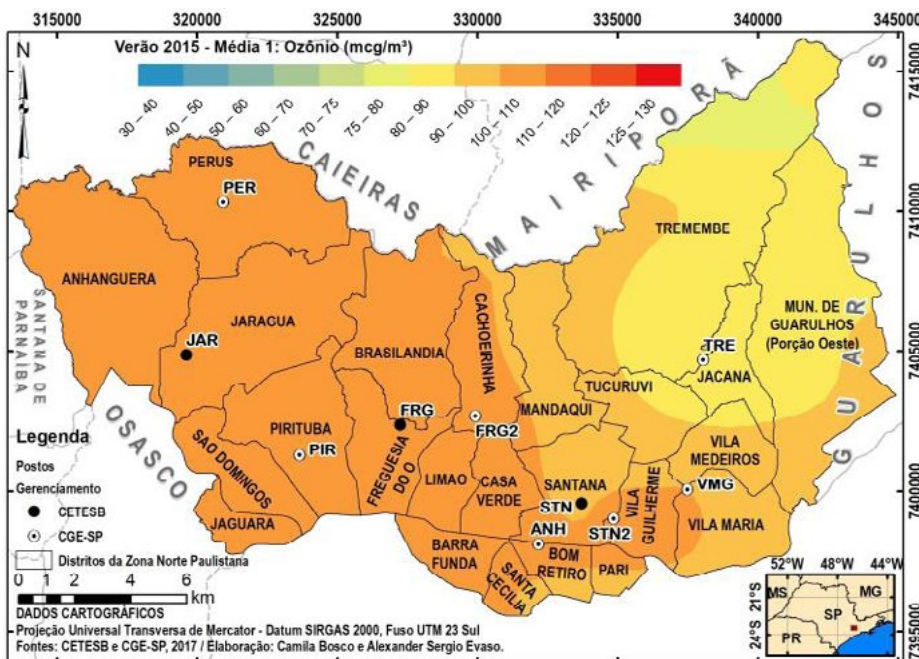 315000 320000 325000 330000 335000 340000 345000
Verão 2015 - Média 1: Ozônio (mcg/m³)
30 – 40
40 – 50
50 – 60
60 – 70
70 – 75
75 – 80
80 – 90
90 – 100
100 – 110
110 – 120
120 – 125
125 – 130
N
7415000
7410000
7405000
7400000
7395000
CAIEIRAS
MAIRIPORÃ
GUARULHOS
SANTANA DE
PARNAÍBA
OSASCO
PERUS
PER
ANHANGUERA
JARAGUA
JAR
BRASILANDIA
CACHOEIRINHA
TREMEMBE
MUN. DE
GUARULHOS
(Porção Oeste)
TRE
JACANA
TUCURUVI
MANDAQUI
PIRITUBA
PIR
FRG
FRG2
FREGUESIA
DO O
LIMAO
CASA
VERDE
SANTANA
STN
STN2
ANH
VILA
GUILHERME
VILA
MEDEIROS
VMG
VILA MARIA
SAO DOMINGOS
JAGUARA
BARRA
FUNDA
SANTA
CECILIA
BOM
RETIRO
PARI
Legenda
Postos
Gerenciamento
CETESB
CGE-SP
Distritos da Zona Norte Paulistana
0 1 2 4 6
km
DADOS CARTOGRÁFICOS
Projeção Universal Transversa de Mercator - Datum SIRGAS 2000, Fuso UTM 23 Sul
Fontes: CETESB e CGE-SP, 2017 / Elaboração: Camila Bosco e Alexander Sergio Evaso.
MS
MG
SP
PR
21°S
24°S
52°W 48°W 44°W